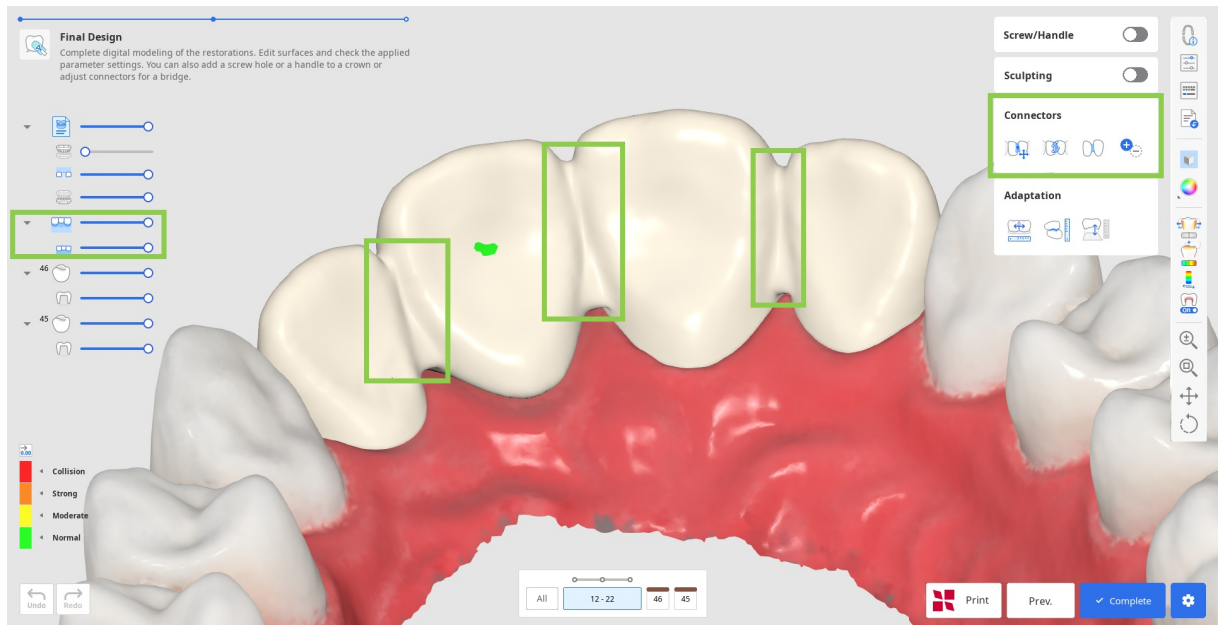 Final Design
Complete digital modeling of the restorations. Edit surfaces and check the applied
parameter settings. You can also add a screw hole or a handle to a crown or
adjust connectors for a bridge.
46
45
0.00
Collision
Strong
Moderate
Normal
Undo
Redo
All
12 - 22
46
45
Screw/Handle
Sculpting
Connectors
Adaptation
Print
Prev.
Complete